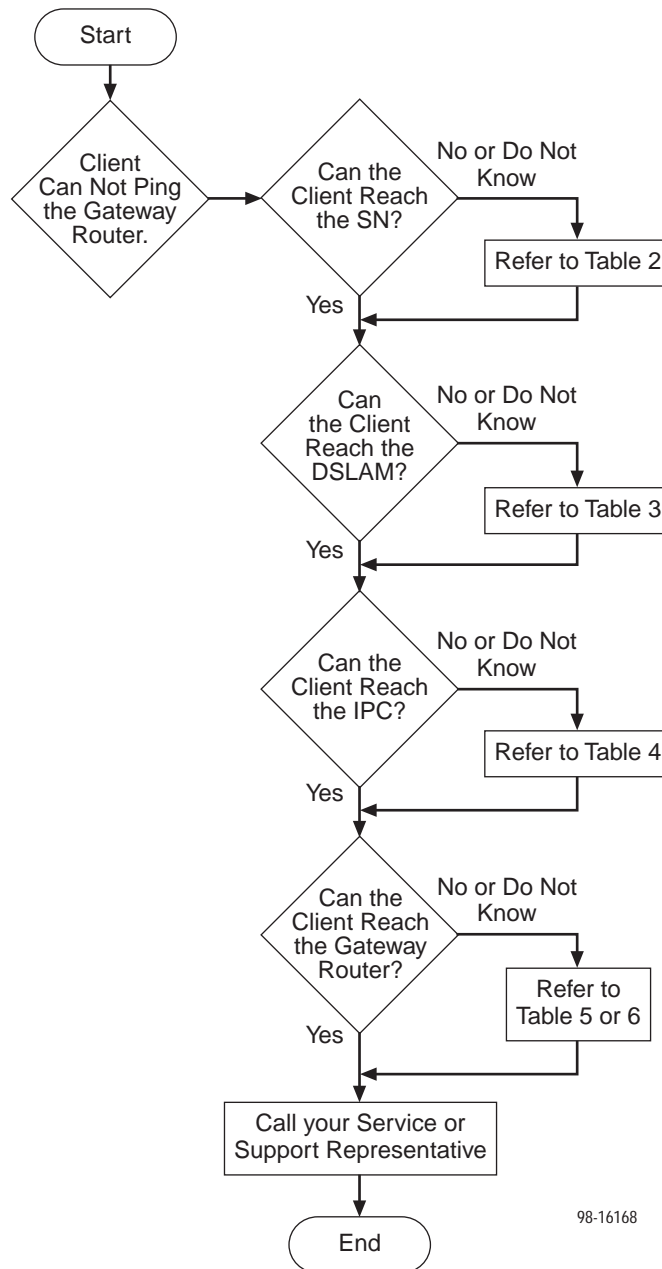 Start
Client
Can Not Ping
the Gateway
Router.
Can the
Client Reach
the SN?
No or Do Not
Know
Refer to Table 2
Yes
Can
the Client
Reach the
DSLAM?
No or Do Not
Know
Refer to Table 3
Yes
Can the
Client Reach
the IPC?
No or Do Not
Know
Refer to Table 4
Yes
Can the
Client Reach
the Gateway
Router?
No or Do Not
Know
Refer to
Table 5 or 6
Yes
Call your Service or
Support Representative
End
98-16168